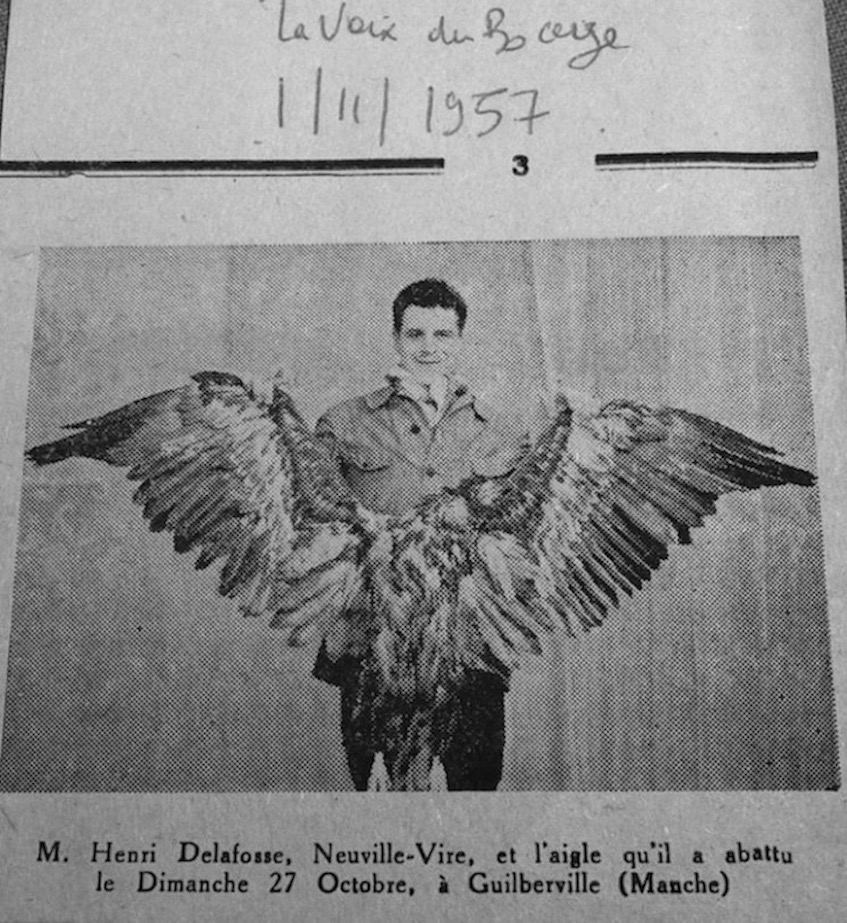 La Voix du Bocage
1/11/1957
3
M. Henri Delafosse, Neuville-Vire, et l'aigle qu'il a abattu
le Dimanche 27 Octobre, à Guilberville (Manche)